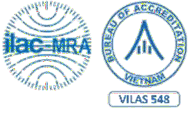 ilac-MRA
BUREAU OF ACCREDITATION
VIETNAM
VILAS 548